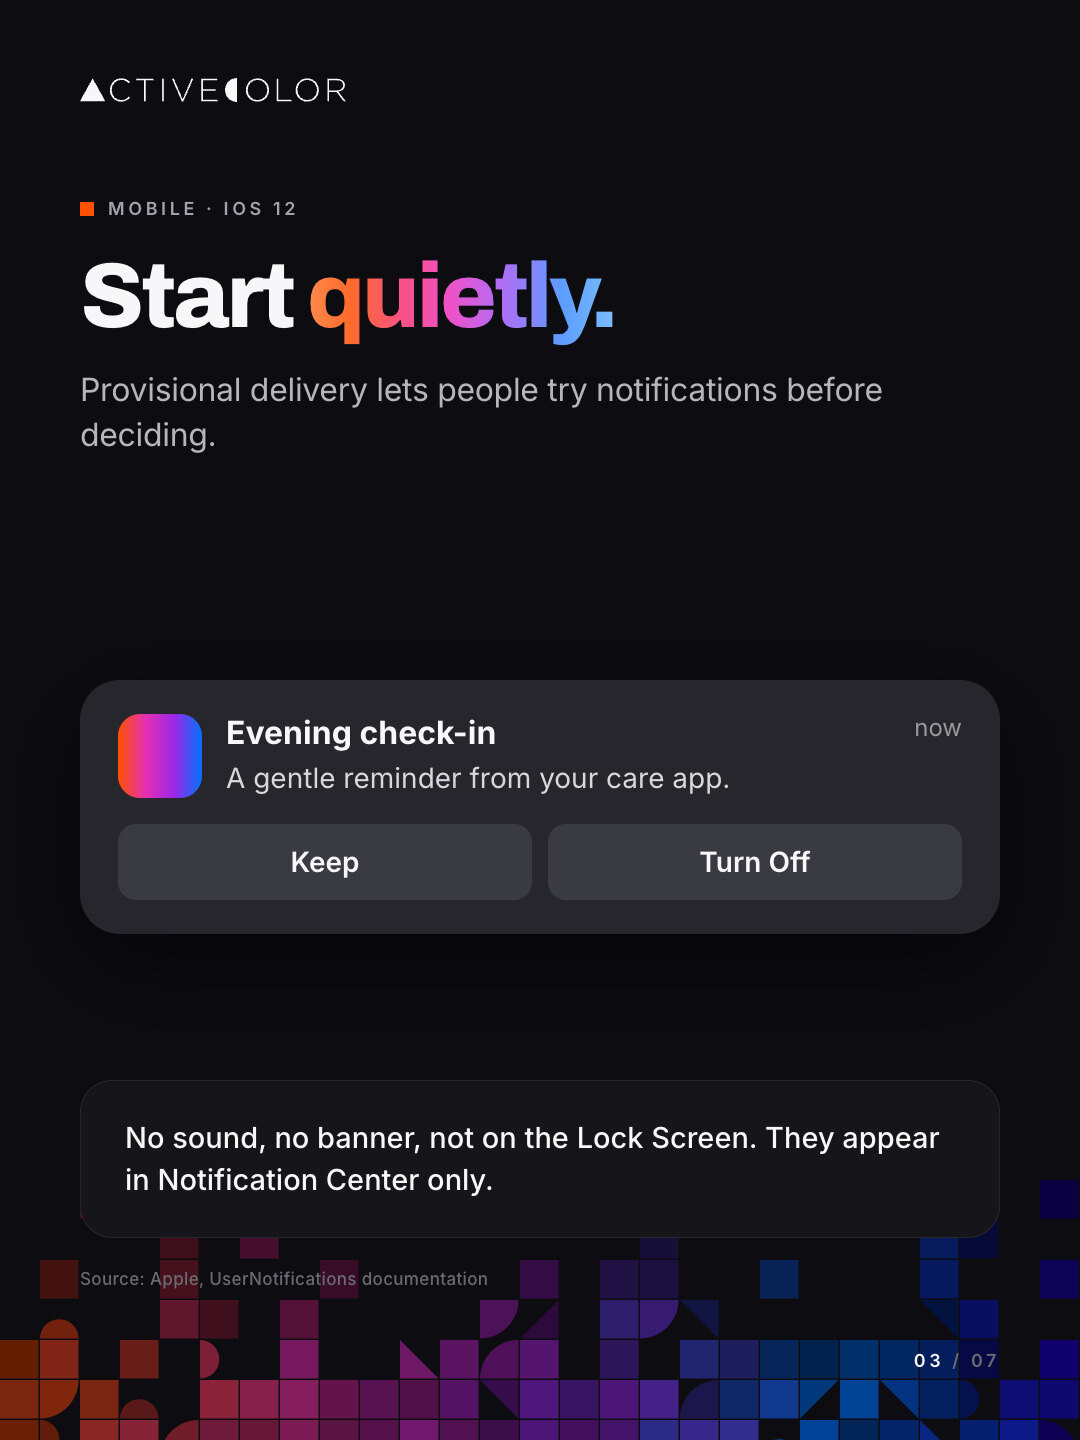 ACTIVECOLOR
MOBILE · IOS 12
Start quietly.
Provisional delivery lets people try notifications before
deciding.
Evening check-in
now
A gentle reminder from your care app.
Keep
Turn Off
No sound, no banner, not on the Lock Screen. They appear
in Notification Center only.
Source: Apple, UserNotifications documentation
03 / 07